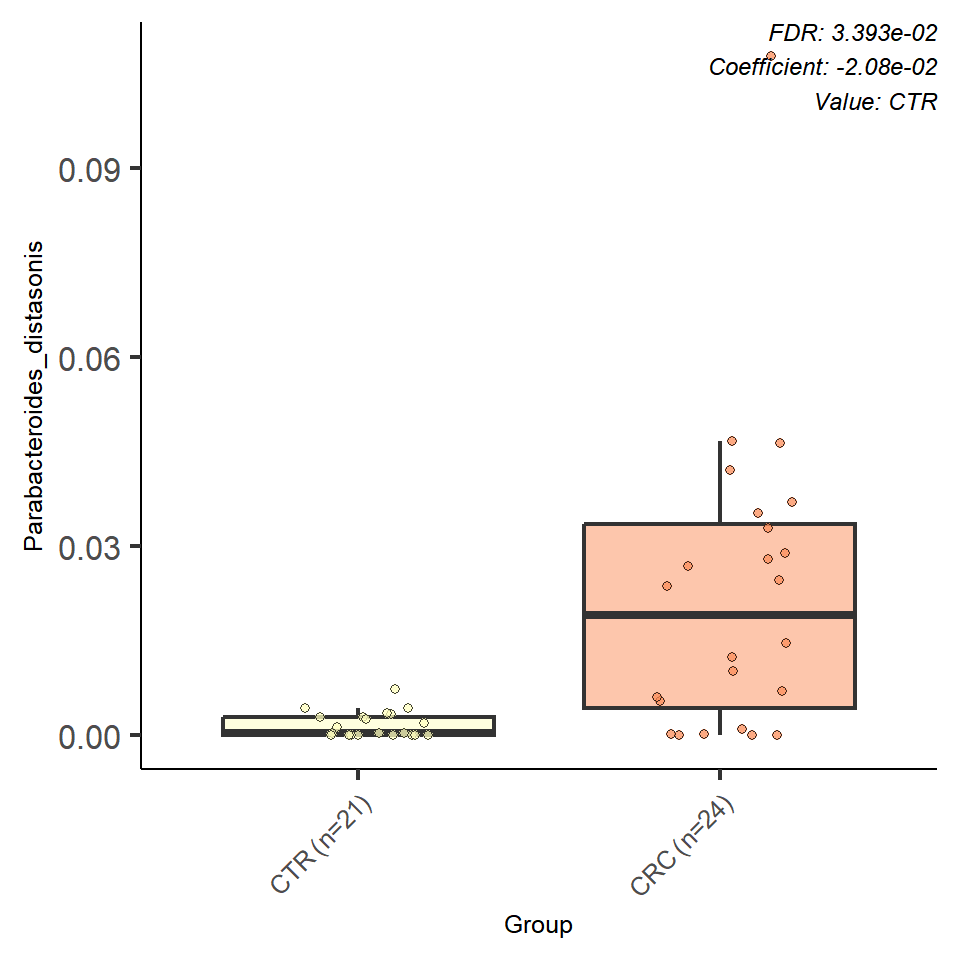 FDR: 3.393e-02
Coefficient: -2.08e-02
Value: CTR
0.09
0.06
0.03
0.00
Parabacteroides_distasonis
CTR (n=21)
CRC (n=24)
Group